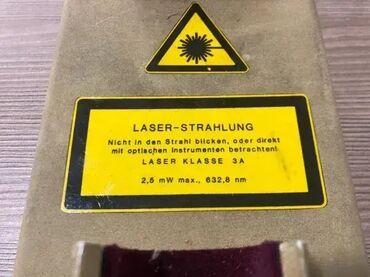 LASER-STRAHLUNG
Nicht in den Strahl blicken, oder direkt
mit optischen Instrumenten betrachten!
LASER KLASSE 3A
2,5 mW max., 632,8 nm